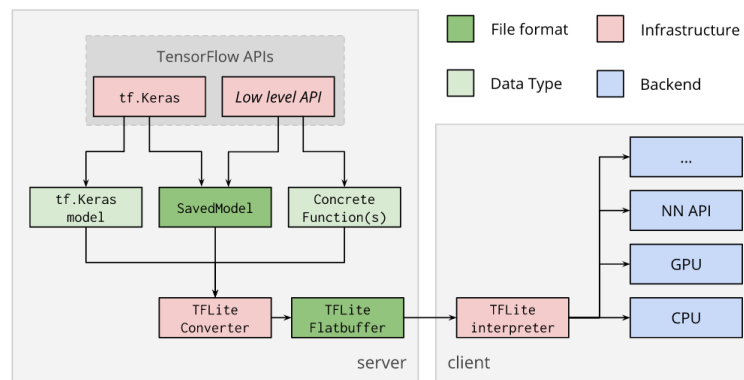 TensorFlow APIs
tf.Keras
Low level API
tf.Keras
model
SavedModel
Concrete
Function(s)
TFLite
Converter
TFLite
Flatbuffer
server
File format
Infrastructure
Data Type
Backend
TFLite
interpreter
...
NN API
GPU
CPU
client